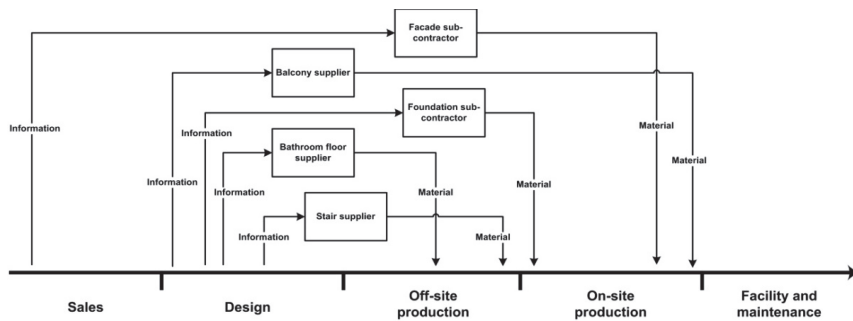 Facade sub-
contractor
Balcony supplier
Foundation sub-
contractor
Information
Information
Material
Bathroom floor
supplier
Material
Information
Information
Material
Material
Stair supplier
Information
Material
Sales
Design
Off-site
production
On-site
production
Facility and
maintenance